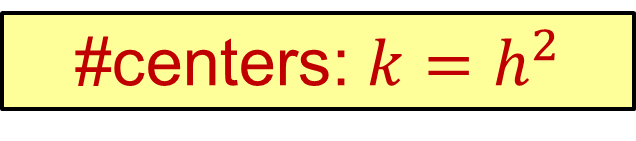 #centers: k = h²